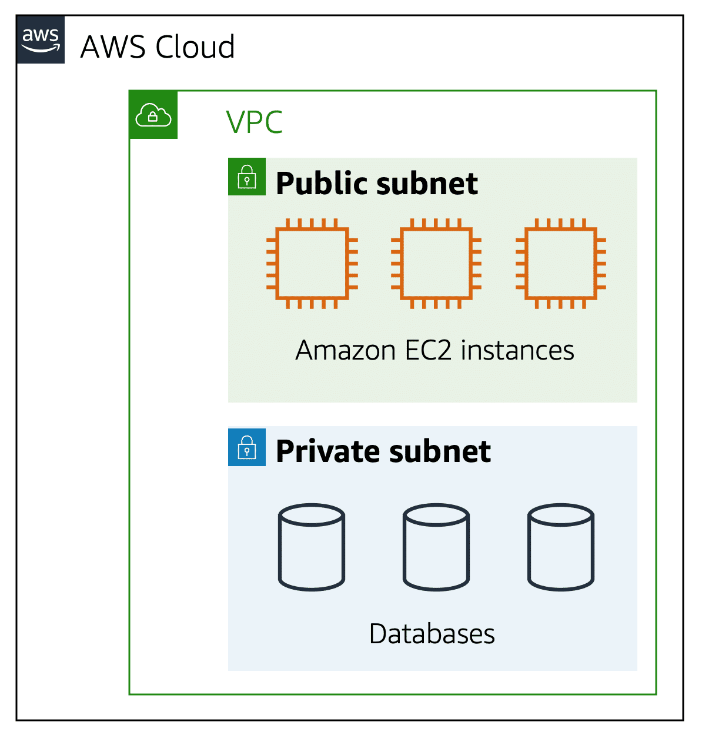 aws
AWS Cloud
VPC
Public subnet
Amazon EC2 instances
Private subnet
Databases